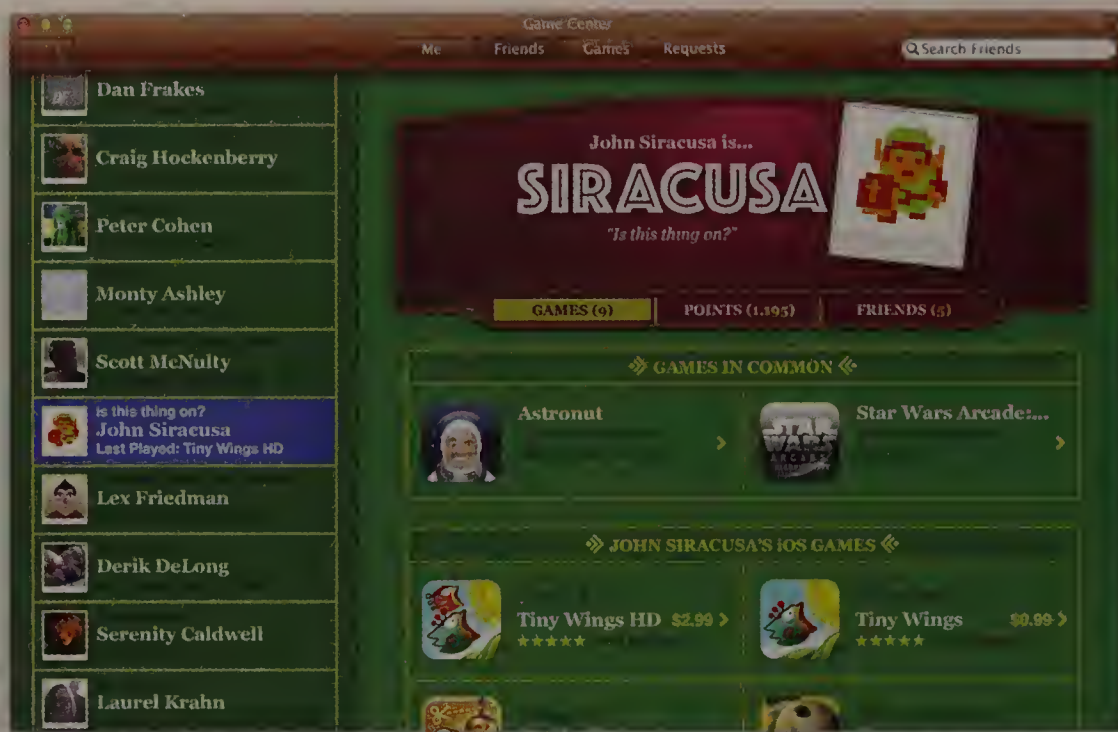 Game Center
Me Friends Games Requests
Search Friends
Dan Frakes
Craig Hockenberry
Peter Cohen
Monty Ashley
Scott McNulty
is this thing on?
John Siracusa
Last Played: Tiny Wings HD
Lex Friedman
Derik DeLong
Serenity Caldwell
Laurel Krahn
John Siracusa is...
SIRACUSA
"Is this thing on?"
GAMES (9) POINTS (1,195) FRIENDS (5)
GAMES IN COMMON
Astronut
Star Wars Arcade:...
STAR WARS
ARCADE
JOHN SIRACUSA'S iOS GAMES
Tiny Wings HD $2.99
Tiny Wings $0.99